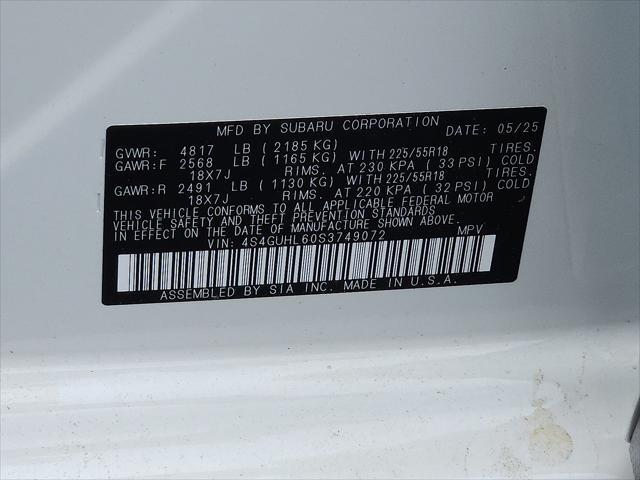 MFD BY SUBARU CORPORATION DATE: 05/25
GVWR: 4817 LB ( 2185 KG)
GAWR:F 2568 LB ( 1165 KG) WITH 225/55R18 TIRES.
18X7J RIMS. AT 230 KPA ( 33 PSI) COLD
GAWR:R 2491 LB ( 1130 KG) WITH 225/55R18 TIRES.
18X7J RIMS. AT 220 KPA ( 32 PSI) COLD
THIS VEHICLE CONFORMS TO ALL APPLICABLE FEDERAL MOTOR
VEHICLE SAFETY AND THEFT PREVENTION STANDARDS
IN EFFECT ON THE DATE OF MANUFACTURE SHOWN ABOVE.
VIN: 4S4GUHL60S3749072 MPV
ASSEMBLED BY SIA INC. MADE IN U.S.A.